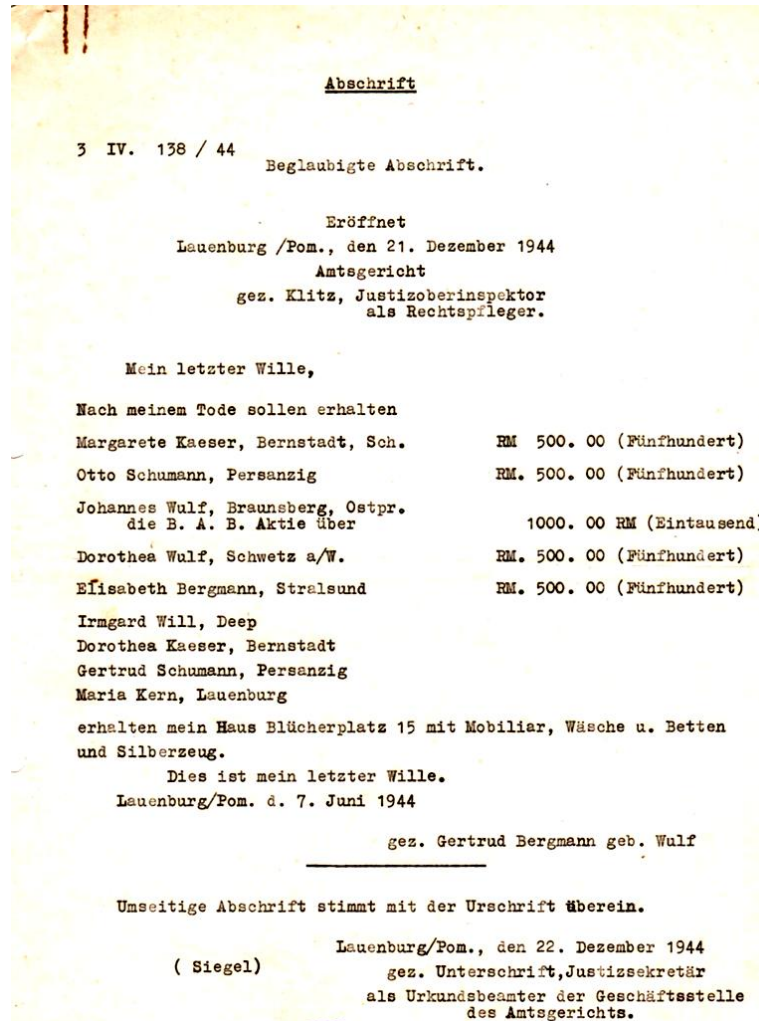 Abschrift
3 IV. 138 / 44
Beglaubigte Abschrift.
Eröffnet
Lauenburg /Pom., den 21. Dezember 1944
Amtsgericht
gez. Klitz, Justizoberinspektor
als Rechtspfleger.
Mein letzter Wille,
Nach meinem Tode sollen erhalten
Margarete Kaeser, Bernstadt, Sch. RM 500. 00 (Fünfhundert)
Otto Schumann, Persanzig RM. 500. 00 (Fünfhundert)
Johannes Wulf, Braunsberg, Ostpr.
die B. A. B. Aktie über 1000. 00 RM (Eintausend)
Dorothea Wulf, Schwetz a/W. RM. 500. 00 (Fünfhundert)
Elisabeth Bergmann, Stralsund RM. 500. 00 (Fünfhundert)
Irmgard Will, Deep
Dorothea Kaeser, Bernstadt
Gertrud Schumann, Persanzig
Maria Kern, Lauenburg
erhalten mein Haus Blücherplatz 15 mit Mobiliar, Wäsche u. Betten
und Silberzeug.
Dies ist mein letzter Wille.
Lauenburg/Pom. d. 7. Juni 1944
gez. Gertrud Bergmann geb. Wulf
Umseitige Abschrift stimmt mit der Urschrift überein.
Lauenburg/Pom., den 22. Dezember 1944
( Siegel) gez. Unterschrift,Justizsekretär
als Urkundsbeamter der Geschäftsstelle
des Amtsgerichts.